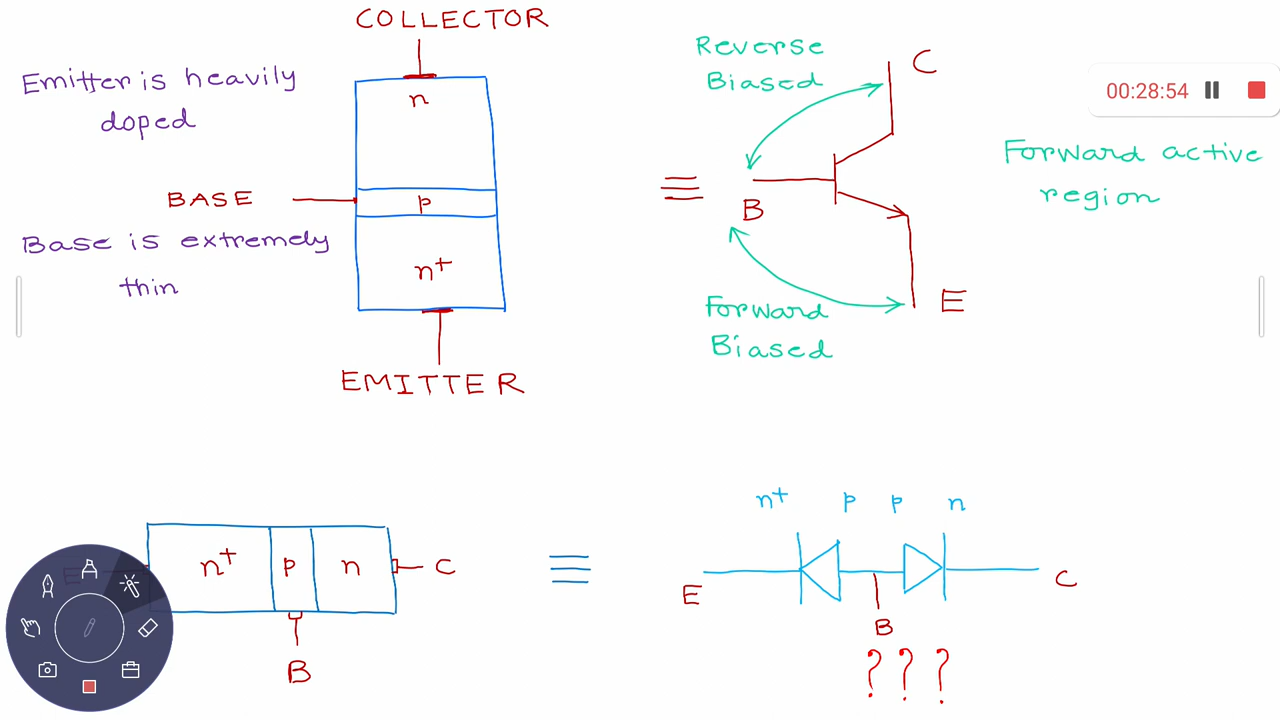 COLLECTOR
Emitter is heavily
doped
n
BASE
p
Base is extremely
thin
n+
EMITTER
Reverse
Biased
C
≡
B
Forward
Biased
E
00:28:54
Forward active
region
E
n+ p n
C
B
≡
n+ p p n
E
C
B
? ? ?